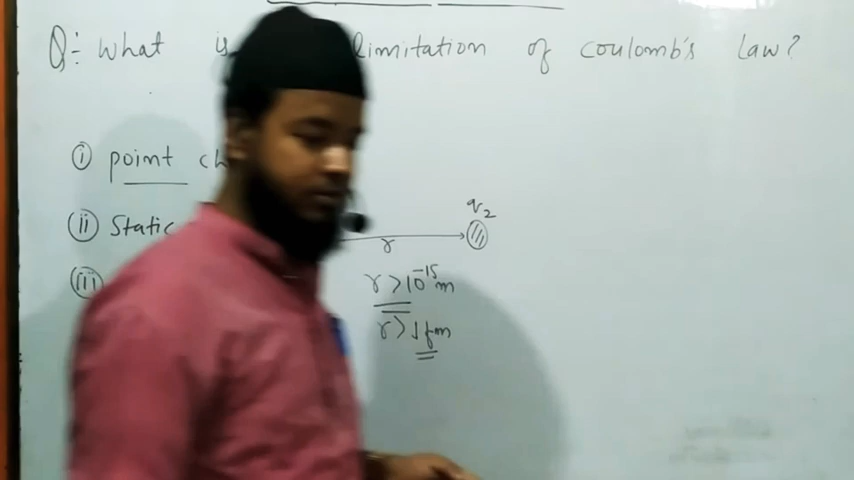 Q:- What is limitation of coulomb's law?
(i) point ch
(ii) Static
q2
r
(iii)
r > 10^-15 m
r > 1 fm